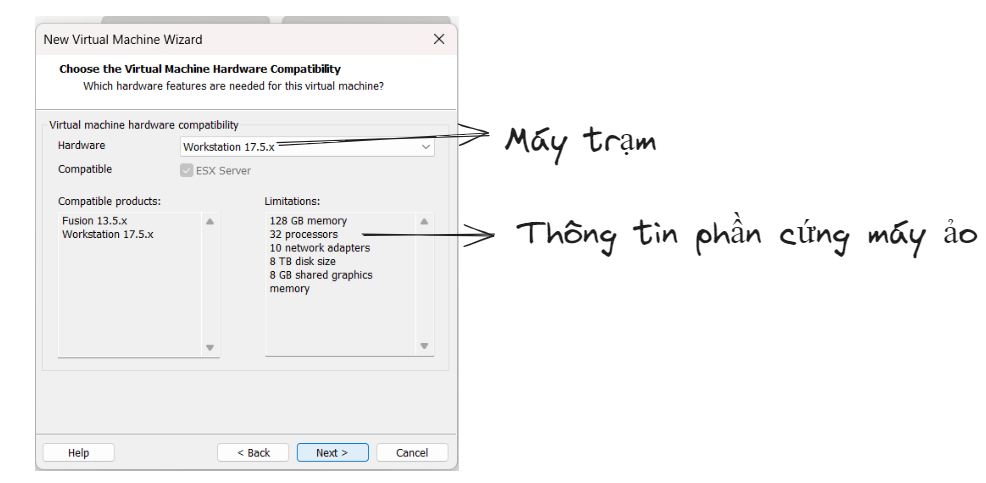 New Virtual Machine Wizard
Choose the Virtual Machine Hardware Compatibility
Which hardware features are needed for this virtual machine?
Virtual machine hardware compatibility
Hardware
Workstation 17.5.x
Máy trạm
Compatible
ESX Server
Compatible products:
Fusion 13.5.x
Workstation 17.5.x
Limitations:
128 GB memory
32 processors
10 network adapters
8 TB disk size
8 GB shared graphics
memory
Thông tin phần cứng máy ảo
Help
< Back
Next >
Cancel